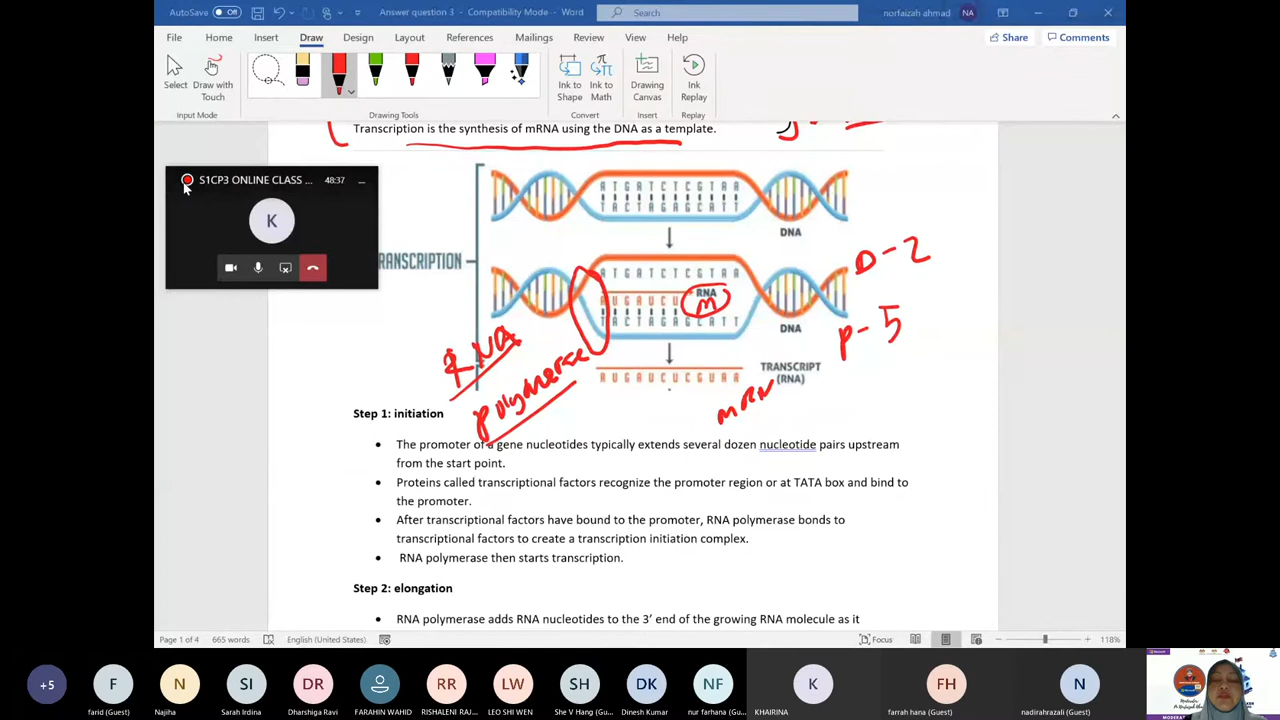 AutoSave Off Answer question 3 - Compatibility Mode - Word Search norfaizah ahmad NA
File Home Insert Draw Design Layout References Mailings Review View Help Share Comments
Select Draw with Touch Ink to Shape Ink to Math Drawing Canvas Ink Replay
Input Mode Drawing Tools Convert Insert Replay
Transcription is the synthesis of mRNA using the DNA as a template.
S1CP3 ONLINE CLASS ... 48:37
K
TRANSCRIPTION
A T G A T C T C G T A A
T A C T A G A G C A T T
DNA
A T G A T C T C G T A A
RNA
m
A U G A U C U
T A C T A G A G C A T T
DNA
D - 2
P - 5
RNA
polymerase
TRANSCRIPT
(RNA)
A U G A U C U C G U A A
mRN
Step 1: initiation
• The promoter of a gene nucleotides typically extends several dozen nucleotide pairs upstream
from the start point.
• Proteins called transcriptional factors recognize the promoter region or at TATA box and bind to
the promoter.
• After transcriptional factors have bound to the promoter, RNA polymerase bonds to
transcriptional factors to create a transcription initiation complex.
• RNA polymerase then starts transcription.
Step 2: elongation
• RNA polymerase adds RNA nucleotides to the 3’ end of the growing RNA molecule as it
Page 1 of 4 665 words English (United States) Focus 118%
+5 F N SI DR RR LW SH DK NF K FH N
farid (Guest) Najiha Sarah Irdina Dharshiga Ravi FARAHIN WAHID RISHALENI RAJ... LEO SHI WEN She V Hang (Gu... Dinesh Kumar nur farhana (Gu... KHAIRINA farrah hana (Guest) nadirahrazali (Guest)